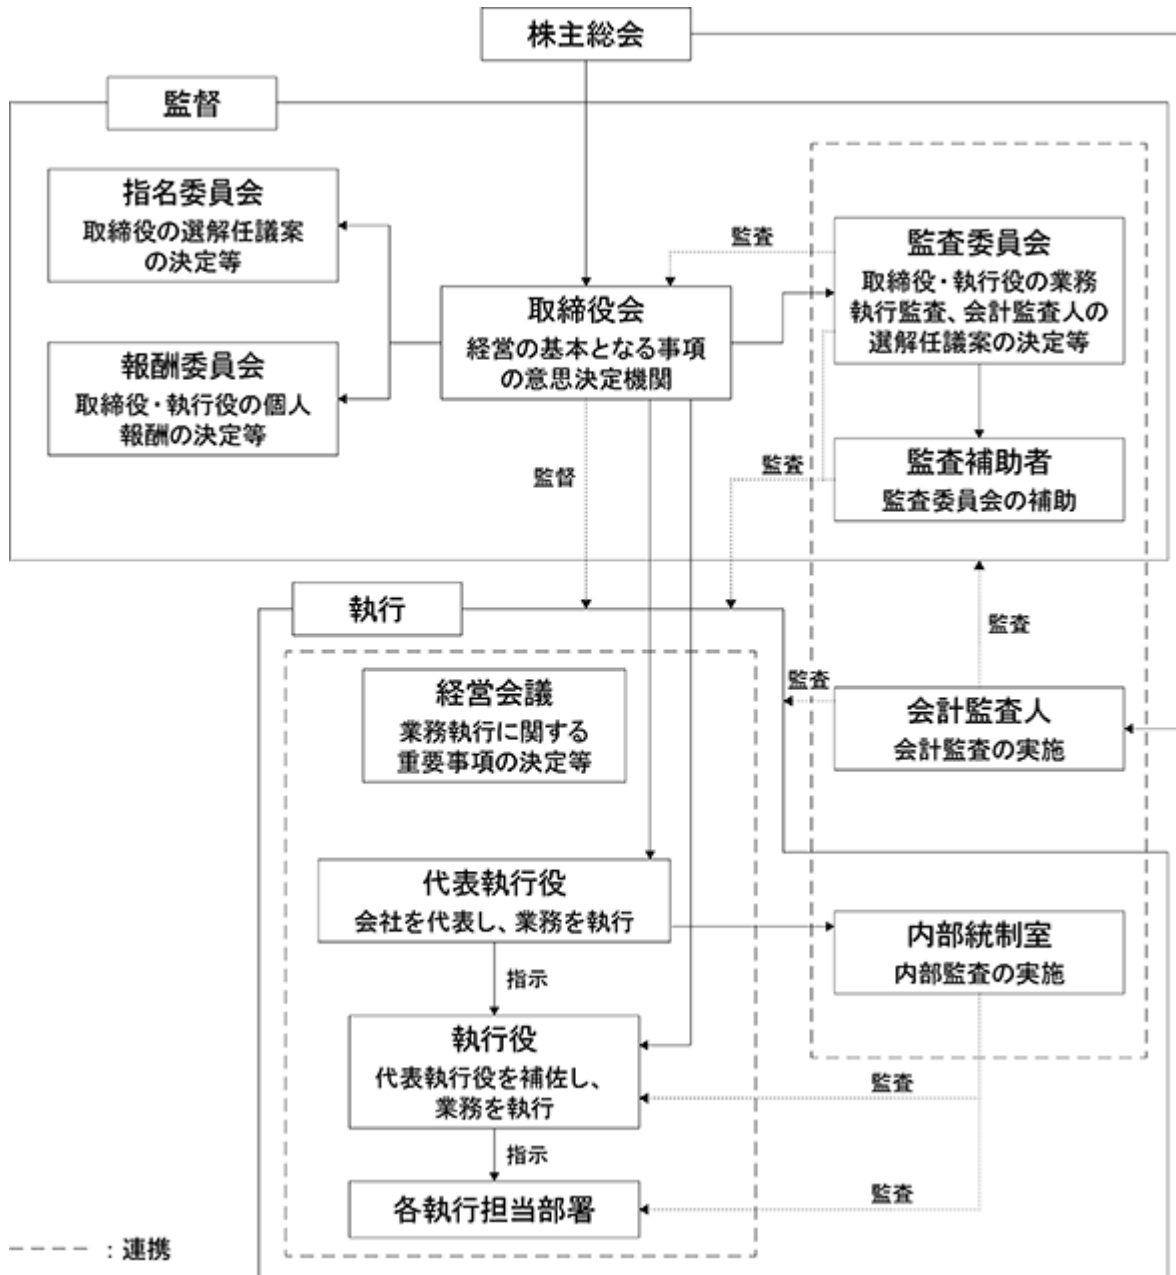 株主総会
監督
指名委員会
取締役の選解任議案
の決定等
監査
監査委員会
取締役・執行役の業務
執行監査、会計監査人の
選解任議案の決定等
取締役会
経営の基本となる事項
の意思決定機関
報酬委員会
取締役・執行役の個人
報酬の決定等
監督
監査
監査補助者
監査委員会の補助
執行
監査
経営会議
業務執行に関する
重要事項の決定等
監査
会計監査人
会計監査の実施
代表執行役
会社を代表し、業務を執行
内部統制室
内部監査の実施
指示
執行役
代表執行役を補佐し、
業務を執行
監査
指示
各執行担当部署
監査
：連携